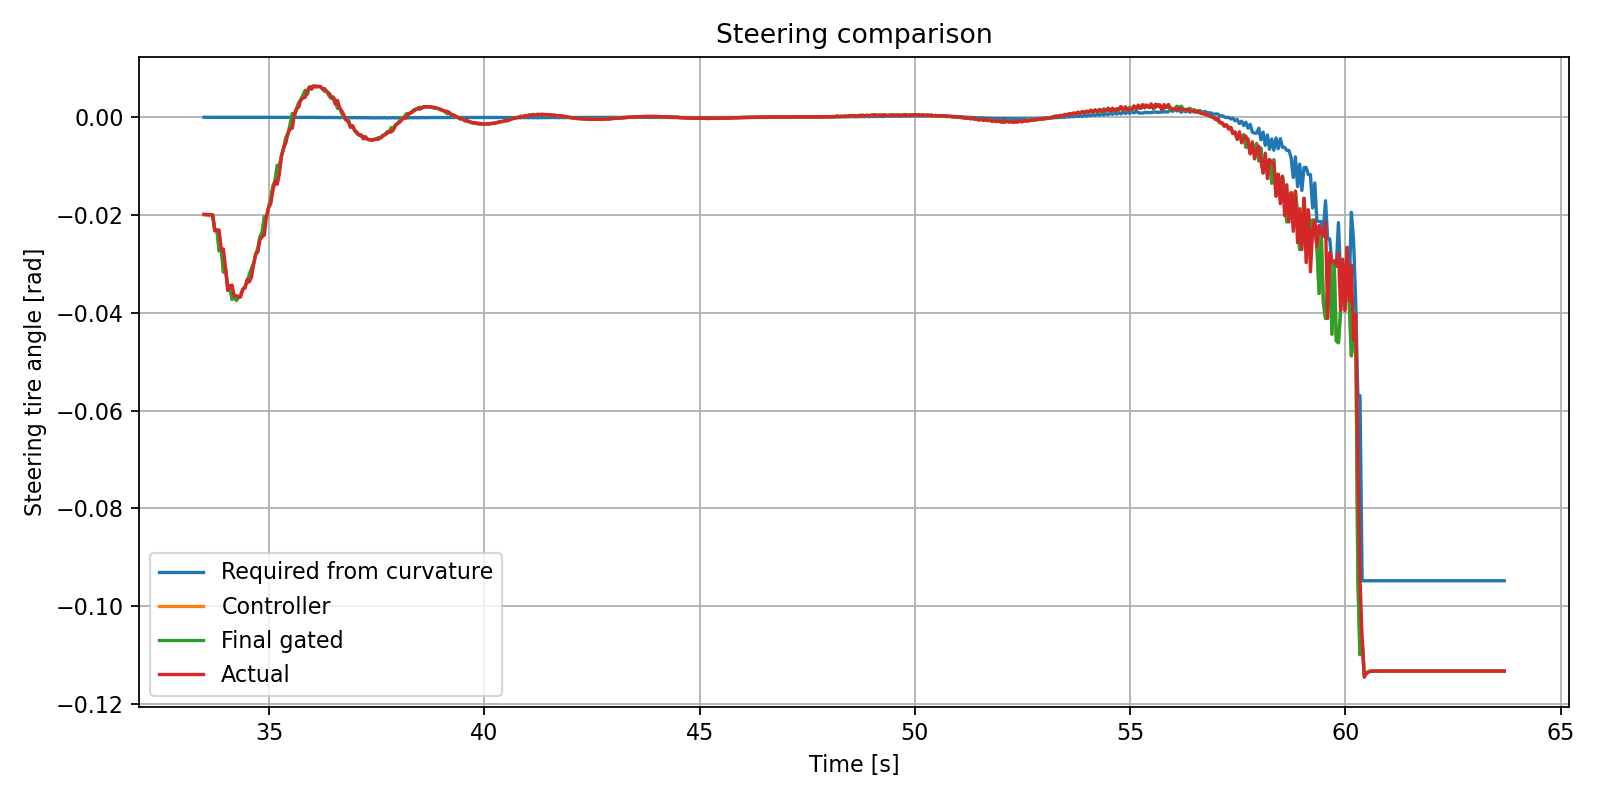 Steering comparison
Steering tire angle [rad]
0.00
−0.02
−0.04
−0.06
−0.08
−0.10
−0.12
Required from curvature
Controller
Final gated
Actual
35 40 45 50 55 60 65
Time [s]